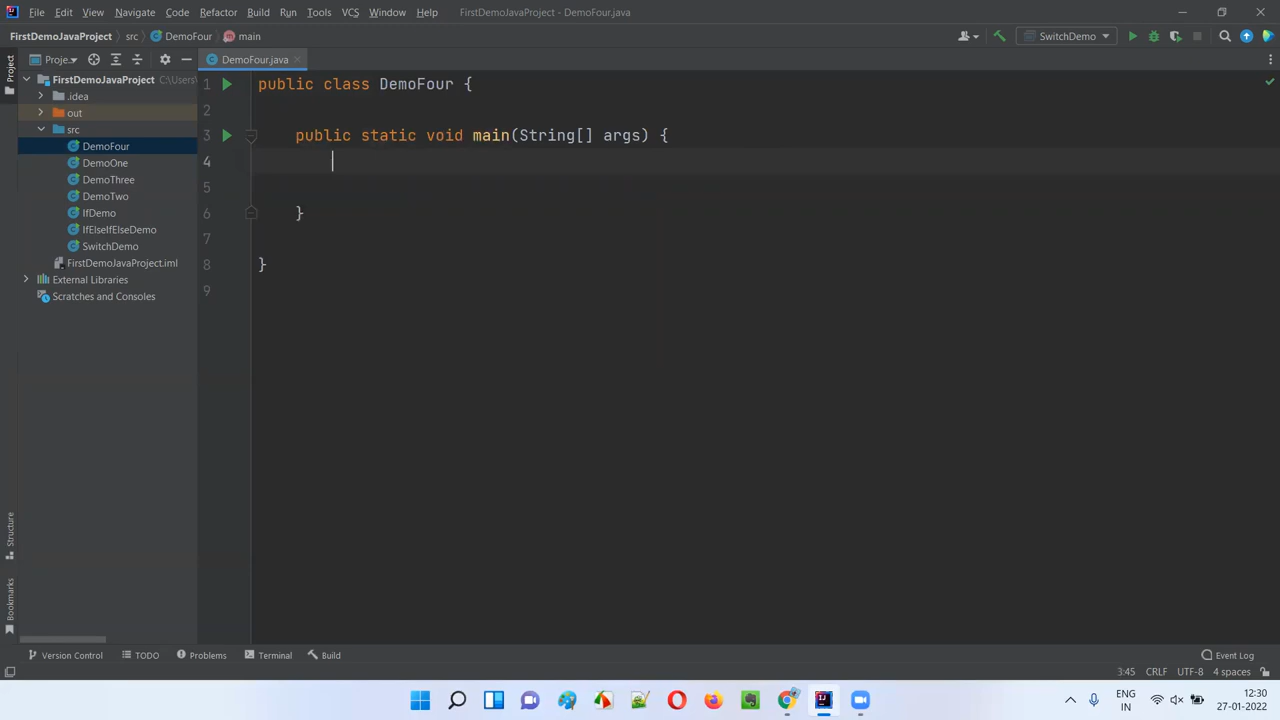 File Edit View Navigate Code Refactor Build Run Tools VCS Window Help FirstDemoJavaProject - DemoFour.java
FirstDemoJavaProject src DemoFour main SwitchDemo
Project
Proje...
DemoFour.java
FirstDemoJavaProject C:\Users\
.idea
out
src
DemoFour
DemoOne
DemoThree
DemoTwo
IfDemo
IfElseIfElseDemo
SwitchDemo
FirstDemoJavaProject.iml
External Libraries
Scratches and Consoles
1 public class DemoFour {
2
3 public static void main(String[] args) {
4
5
6 }
7
8 }
9
Structure
Bookmarks
Version Control TODO Problems Terminal Build Event Log
3:45 CRLF UTF-8 4 spaces
ENG
IN
12:30
27-01-2022